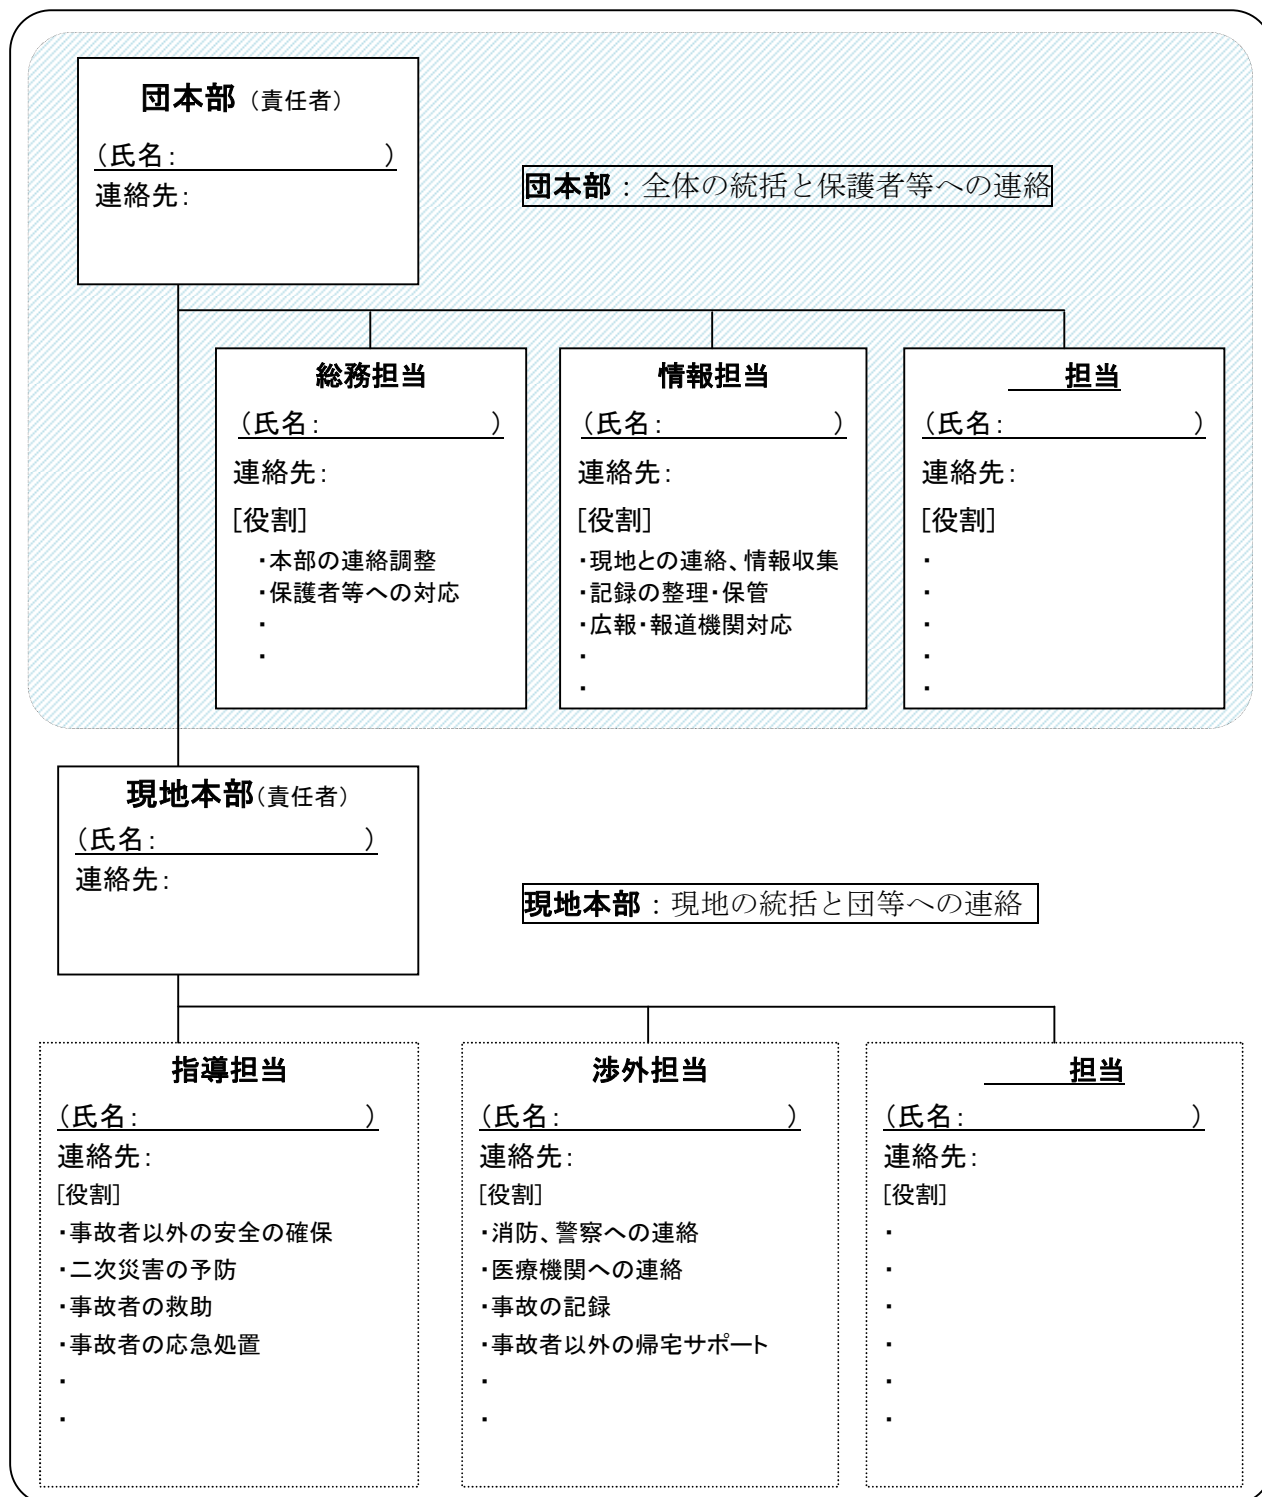 団本部（責任者）
（氏名：　　　　　　　）
連絡先：
団本部：全体の統括と保護者等への連絡
総務担当
（氏名：　　　　　　）
連絡先：
[役割]
・本部の連絡調整
・保護者等への対応
・
・
情報担当
（氏名：　　　　　　）
連絡先：
[役割]
・現地との連絡、情報収集
・記録の整理・保管
・広報・報道機関対応
・
・
＿＿担当
（氏名：　　　　　　）
連絡先：
[役割]
・
・
・
・
・
現地本部（責任者）
（氏名：　　　　　　　）
連絡先：
現地本部：現地の統括と団等への連絡
指導担当
（氏名：　　　　　　　　）
連絡先：
[役割]
・事故者以外の安全の確保
・二次災害の予防
・事故者の救助
・事故者の応急処置
・
・
渉外担当
（氏名：　　　　　　　　）
連絡先：
[役割]
・消防、警察への連絡
・医療機関への連絡
・事故の記録
・事故者以外の帰宅サポート
・
・
＿＿＿担当
（氏名：　　　　　　　　）
連絡先：
[役割]
・
・
・
・
・
・